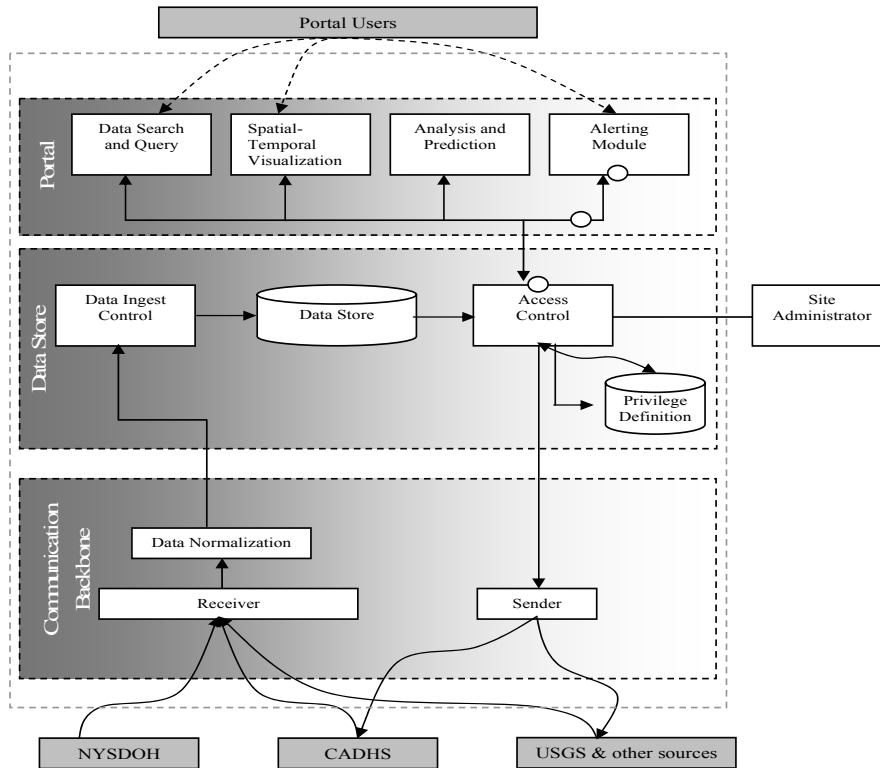 Portal Users
Portal
Data Search
and Query
Spatial-
Temporal
Visualization
Analysis and
Prediction
Alerting
Module
Data Store
Data Ingest
Control
Data Store
Access
Control
Site
Administrator
Privilege
Definition
Communication
Backbone
Data Normalization
Receiver
Sender
NYSDOH
CADHS
USGS & other sources